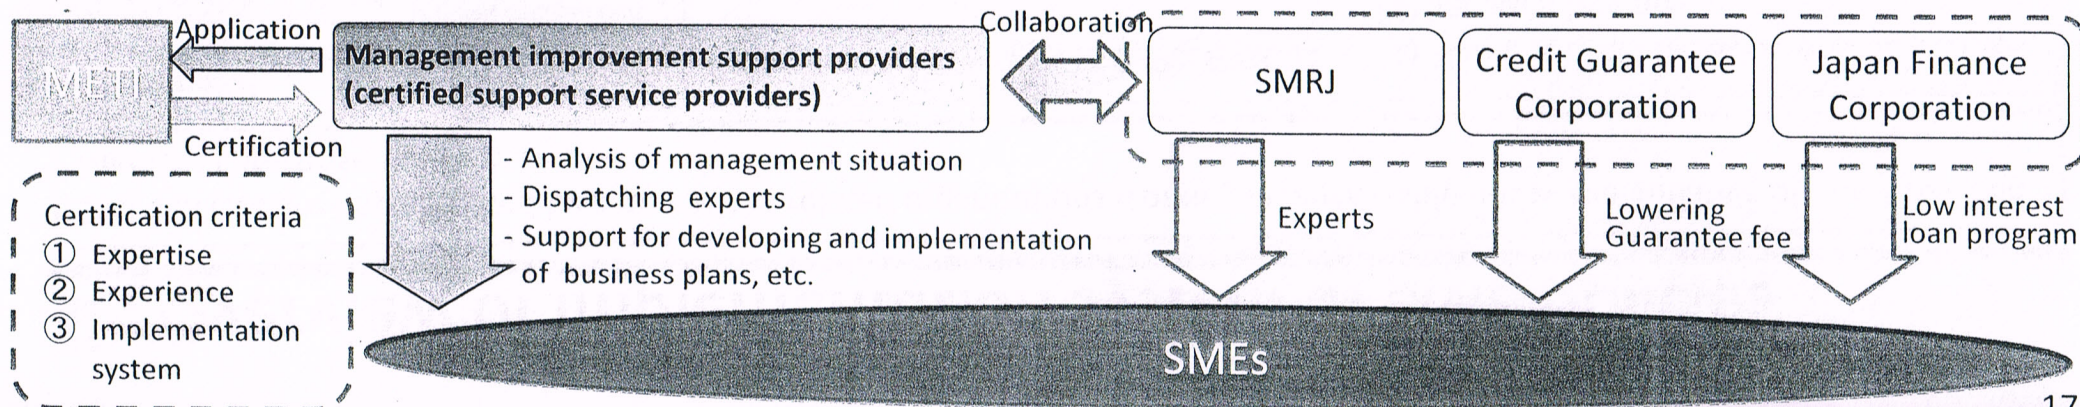 METI
Application
Certification
Management improvement support providers
(certified support service providers)
Collaboration
SMRJ
Credit Guarantee
Corporation
Japan Finance
Corporation
Certification criteria
① Expertise
② Experience
③ Implementation
system
- Analysis of management situation
- Dispatching experts
- Support for developing and implementation
of business plans, etc.
Experts
Lowering
Guarantee fee
Low interest
loan program
SMEs
17